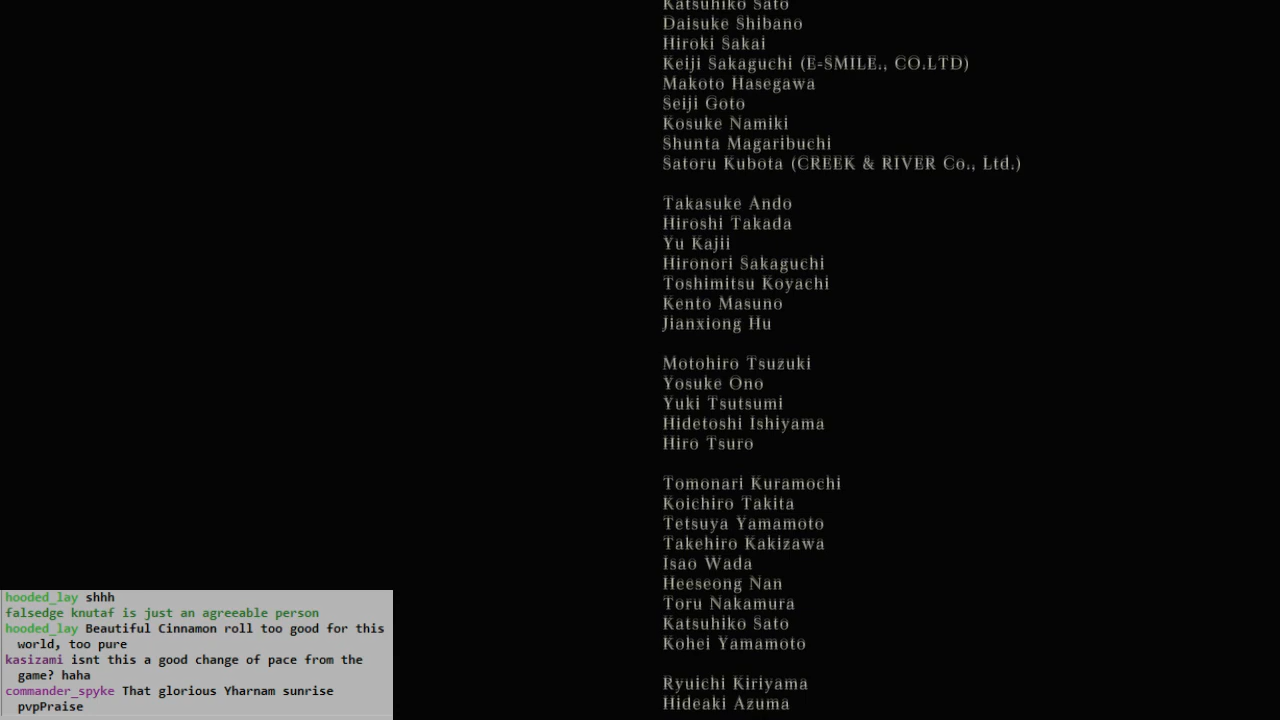 Katsuhiko Sato
Daisuke Shibano
Hiroki Sakai
Keiji Sakaguchi (E-SMILE., CO.LTD)
Makoto Hasegawa
Seiji Goto
Kosuke Namiki
Shunta Magaribuchi
Satoru Kubota (CREEK & RIVER Co., Ltd.)
Takasuke Ando
Hiroshi Takada
Yu Kajii
Hironori Sakaguchi
Toshimitsu Koyachi
Kento Masuno
Jianxiong Hu
Motohiro Tsuzuki
Yosuke Ono
Yuki Tsutsumi
Hidetoshi Ishiyama
Hiro Tsuro
Tomonari Kuramochi
Koichiro Takita
Tetsuya Yamamoto
Takehiro Kakizawa
Isao Wada
Heeseong Nan
Toru Nakamura
Katsuhiko Sato
Kohei Yamamoto
Ryuichi Kiriyama
Hideaki Azuma
hooded_lay shhh
falsedge knutaf is just an agreeable person
hooded_lay Beautiful Cinnamon roll too good for this
world, too pure
kasizami isnt this a good change of pace from the
game? haha
commander_spyke That glorious Yharnam sunrise
pvpPraise